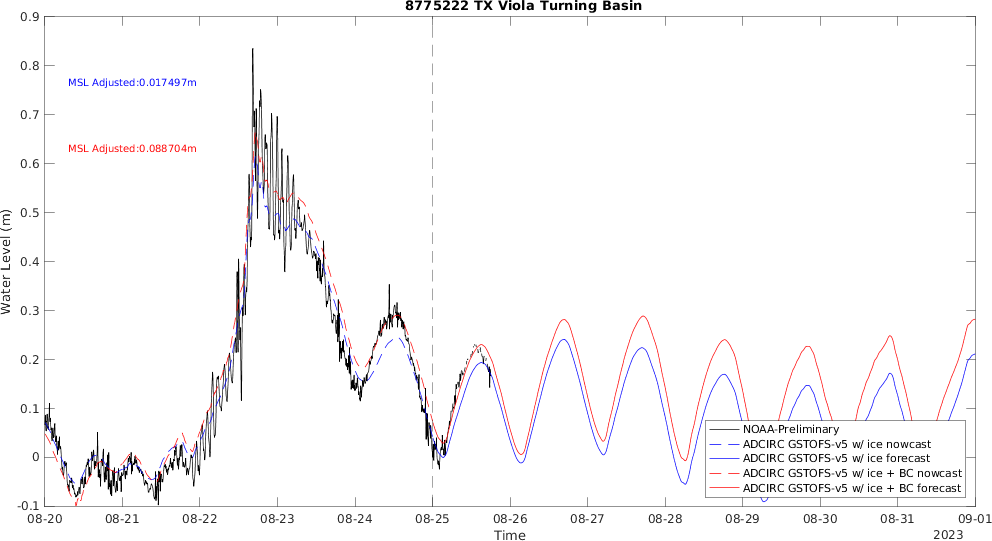 8775222 TX Viola Turning Basin
MSL Adjusted:0.017497m
MSL Adjusted:0.088704m
Water Level (m)
0.9
0.8
0.7
0.6
0.5
0.4
0.3
0.2
0.1
0
-0.1
NOAA-Preliminary
ADCIRC GSTOFS-v5 w/ ice nowcast
ADCIRC GSTOFS-v5 w/ ice forecast
ADCIRC GSTOFS-v5 w/ ice + BC nowcast
ADCIRC GSTOFS-v5 w/ ice + BC forecast
08-20 08-21 08-22 08-23 08-24 08-25 08-26 08-27 08-28 08-29 08-30 08-31 09-01
Time
2023